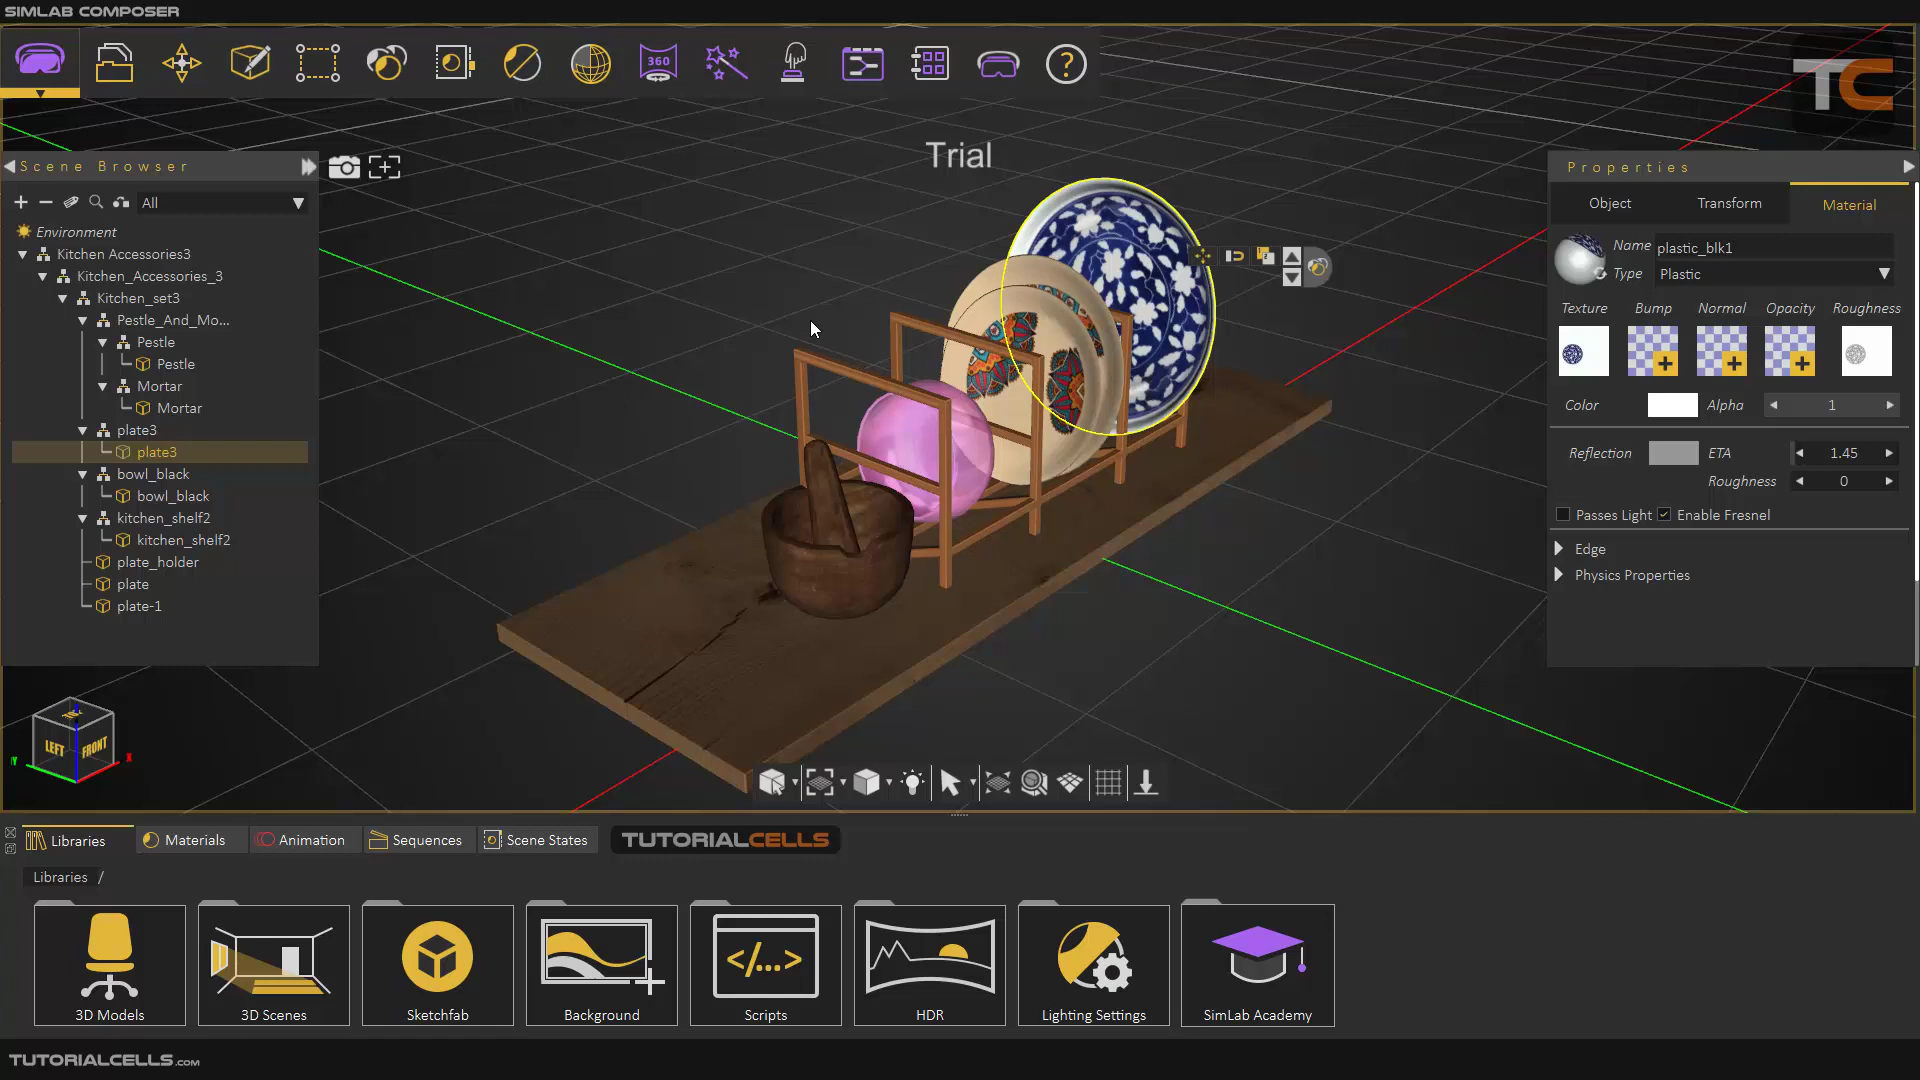 SIMLAB COMPOSER
360
?
TC
Trial
Scene Browser
All
Environment
Kitchen Accessories3
Kitchen_Accessories_3
Kitchen_set3
Pestle_And_Mo...
Pestle
Pestle
Mortar
Mortar
plate3
plate3
bowl_black
bowl_black
kitchen_shelf2
kitchen_shelf2
plate_holder
plate
plate-1
Properties
Object Transform Material
Name plastic_blk1
Type Plastic
Texture Bump Normal Opacity Roughness
Color Alpha 1
Reflection ETA 1.45
Roughness 0
Passes Light Enable Fresnel
Edge
Physics Properties
LEFT FRONT
Y X
Libraries Materials Animation Sequences Scene States TUTORIALCELLS
Libraries /
</...>
3D Models 3D Scenes Sketchfab Background Scripts HDR Lighting Settings SimLab Academy
TUTORIALCELLS.com